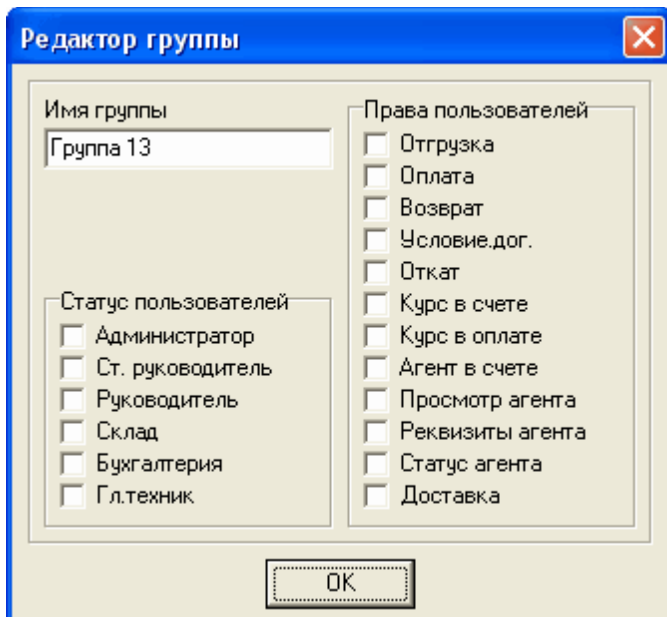 Редактор группы
Имя группы
Группа 13
Статус пользователей
Администратор
Ст. руководитель
Руководитель
Склад
Бухгалтерия
Гл.техник
Права пользователей
Отгрузка
Оплата
Возврат
Условие.дог.
Откат
Курс в счете
Курс в оплате
Агент в счете
Просмотр агента
Реквизиты агента
Статус агента
Доставка
OK